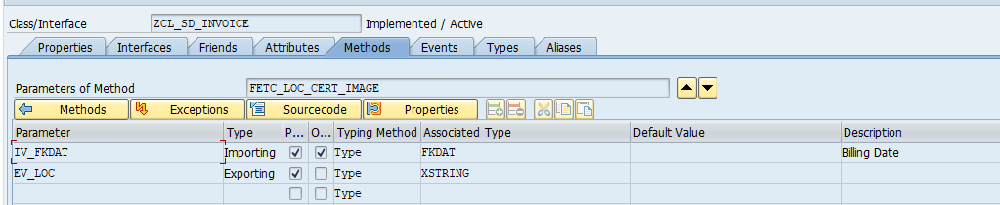 Class/Interface ZCL_SD_INVOICE Implemented / Active
Properties Interfaces Friends Attributes Methods Events Types Aliases
Parameters of Method FETC_LOC_CERT_IMAGE
Methods Exceptions Sourcecode Properties
Parameter Type P... O... Typing Method Associated Type Default Value Description
IV_FKDAT Importing Type FKDAT Billing Date
EV_LOC Exporting Type XSTRING
Type